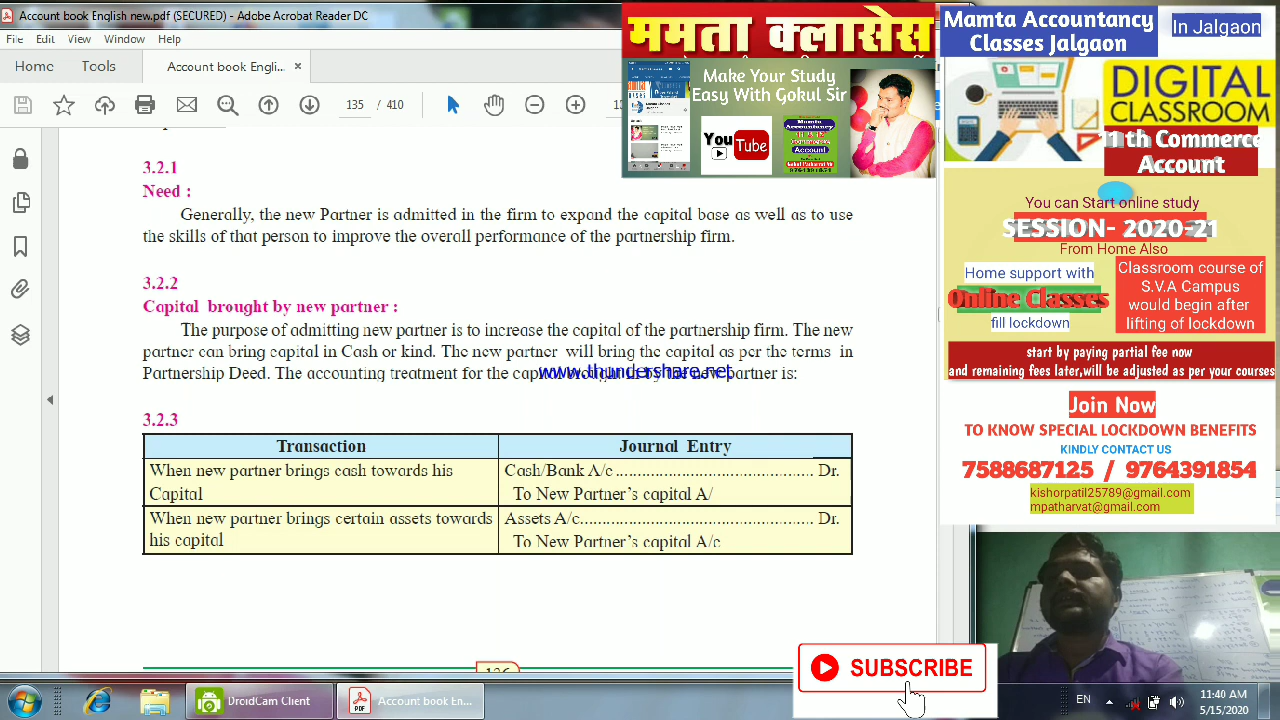 Account book English new.pdf (SECURED) - Adobe Acrobat Reader DC
File Edit View Window Help
Home Tools Account book Engli... ×
135 / 410
3.2.1
Need :
Generally, the new Partner is admitted in the firm to expand the capital base as well as to use
the skills of that person to improve the overall performance of the partnership firm.
3.2.2
Capital brought by new partner :
The purpose of admitting new partner is to increase the capital of the partnership firm. The new
partner can bring capital in Cash or kind. The new partner will bring the capital as per the terms in
Partnership Deed. The accounting treatment for the capital brought in by the new partner is:
www.thundershare.net
3.2.3
Transaction Journal Entry
When new partner brings cash towards his
Capital
Cash/Bank A/c ............................................. Dr.
To New Partner's capital A/
When new partner brings certain assets towards
his capital
Assets A/c..................................................... Dr.
To New Partner's capital A/c
ममता क्लासेस
Make Your Study
Easy With Gokul Sir
You Tube
Mamta
Accountancy
Account
Mamta Accountancy
Classes Jalgaon
In Jalgaon
DIGITAL
CLASSROOM
1 th Commerce
Account
You can Start online study
SESSION- 2020-21
From Home Also
Home support with
Online Classes
fill lockdown
Classroom course of
S.V.A Campus
would begin after
lifting of lockdown
start by paying partial fee now
and remaining fees later,will be adjusted as per your courses
Join Now
TO KNOW SPECIAL LOCKDOWN BENEFITS
KINDLY CONTACT US
7588687125 / 9764391854
kishorpatil25789@gmail.com
mpatharvat@gmail.com
SUBSCRIBE
DroidCam Client
Account book En...
EN
11:40 AM
5/15/2020